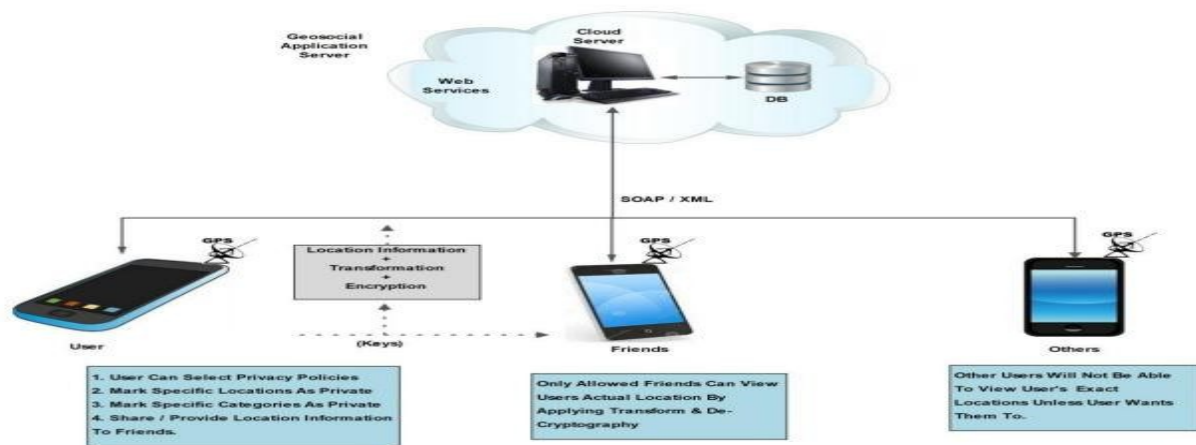 Geosocial
Application
Server
Cloud
Server
Web
Services
DB
SOAP / XML
GPS
GPS
GPS
Location Information
+
Transformation
+
Encryption
(Keys)
User
Friends
Others
1. User Can Select Privacy Policies
2. Mark Specific Locations As Private
3. Mark Specific Categories As Private
4. Share / Provide Location Information
To Friends.
Only Allowed Friends Can View
Users Actual Location By
Applying Transform & De-
Cryptography
Other Users Will Not Be Able
To View User's Exact
Locations Unless User Wants
Them To.